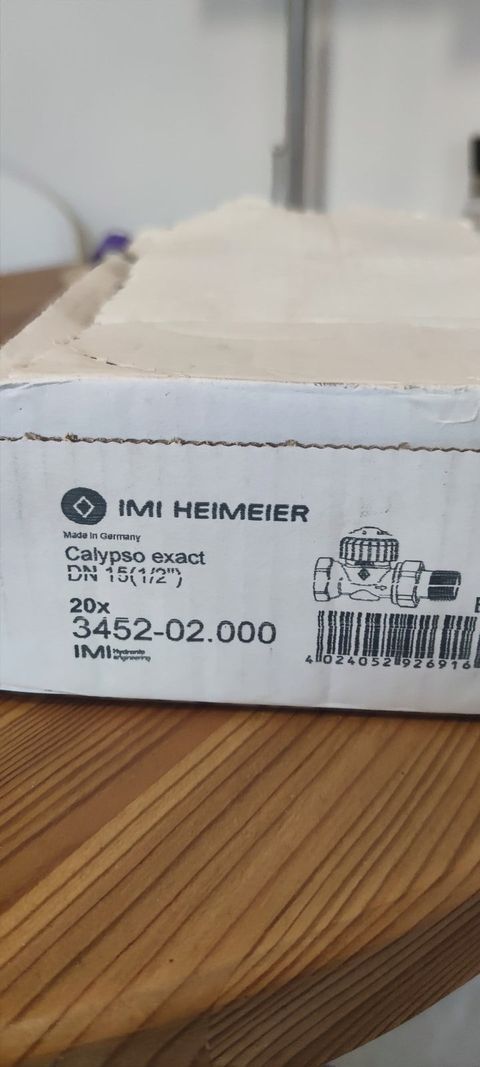 IMI HEIMEIER
Made in Germany
Calypso exact
DN 15(1/2")
20x
3452-02.000
IMI Hydronic
Engineering
4 024052 926916